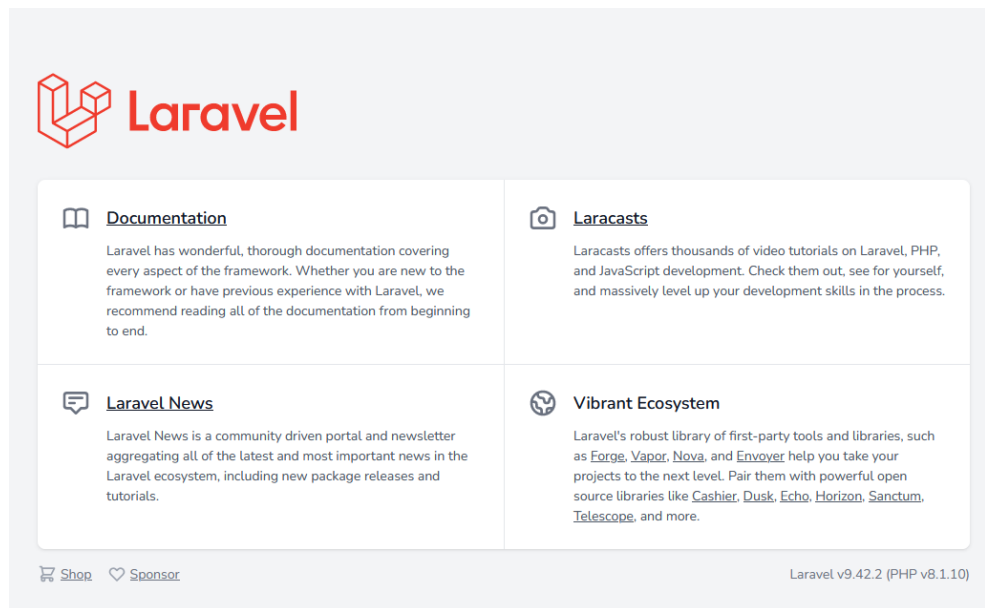 Laravel
Documentation
Laravel has wonderful, thorough documentation covering
every aspect of the framework. Whether you are new to the
framework or have previous experience with Laravel, we
recommend reading all of the documentation from beginning
to end.
Laracasts
Laracasts offers thousands of video tutorials on Laravel, PHP,
and JavaScript development. Check them out, see for yourself,
and massively level up your development skills in the process.
Laravel News
Laravel News is a community driven portal and newsletter
aggregating all of the latest and most important news in the
Laravel ecosystem, including new package releases and
tutorials.
Vibrant Ecosystem
Laravel's robust library of first-party tools and libraries, such
as Forge, Vapor, Nova, and Envoyer help you take your
projects to the next level. Pair them with powerful open
source libraries like Cashier, Dusk, Echo, Horizon, Sanctum,
Telescope, and more.
Shop Sponsor
Laravel v9.42.2 (PHP v8.1.10)